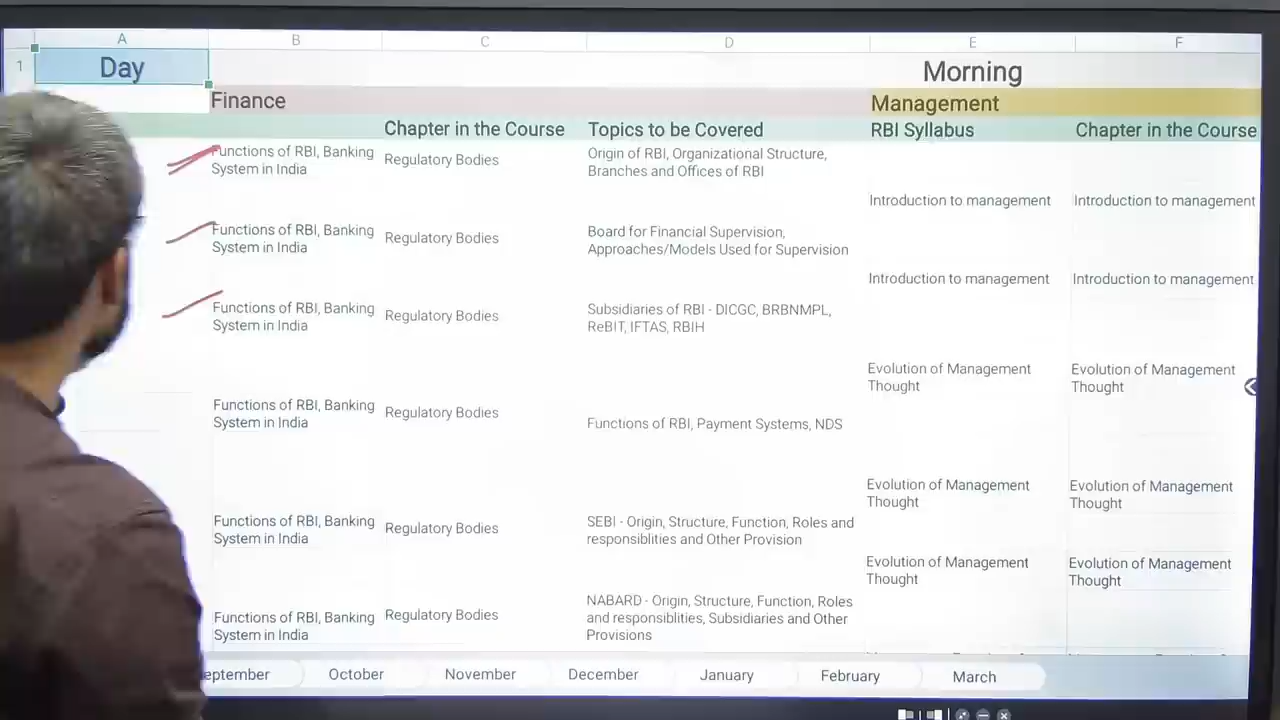 A B C D E F
1 Day Morning
Finance Management
Chapter in the Course Topics to be Covered RBI Syllabus Chapter in the Course
Functions of RBI, Banking
System in India
Regulatory Bodies
Origin of RBI, Organizational Structure,
Branches and Offices of RBI
Introduction to management
Introduction to management
Functions of RBI, Banking
System in India
Regulatory Bodies
Board for Financial Supervision,
Approaches/Models Used for Supervision
Introduction to management
Introduction to management
Functions of RBI, Banking
System in India
Regulatory Bodies
Subsidiaries of RBI - DICGC, BRBNMPL,
ReBIT, IFTAS, RBIH
Evolution of Management
Thought
Evolution of Management
Thought
Functions of RBI, Banking
System in India
Regulatory Bodies
Functions of RBI, Payment Systems, NDS
Evolution of Management
Thought
Evolution of Management
Thought
Functions of RBI, Banking
System in India
Regulatory Bodies
SEBI - Origin, Structure, Function, Roles and
responsiblities and Other Provision
Evolution of Management
Thought
Evolution of Management
Thought
Functions of RBI, Banking
System in India
Regulatory Bodies
NABARD - Origin, Structure, Function, Roles
and responsiblities, Subsidiaries and Other
Provisions
eptember October November December January February March